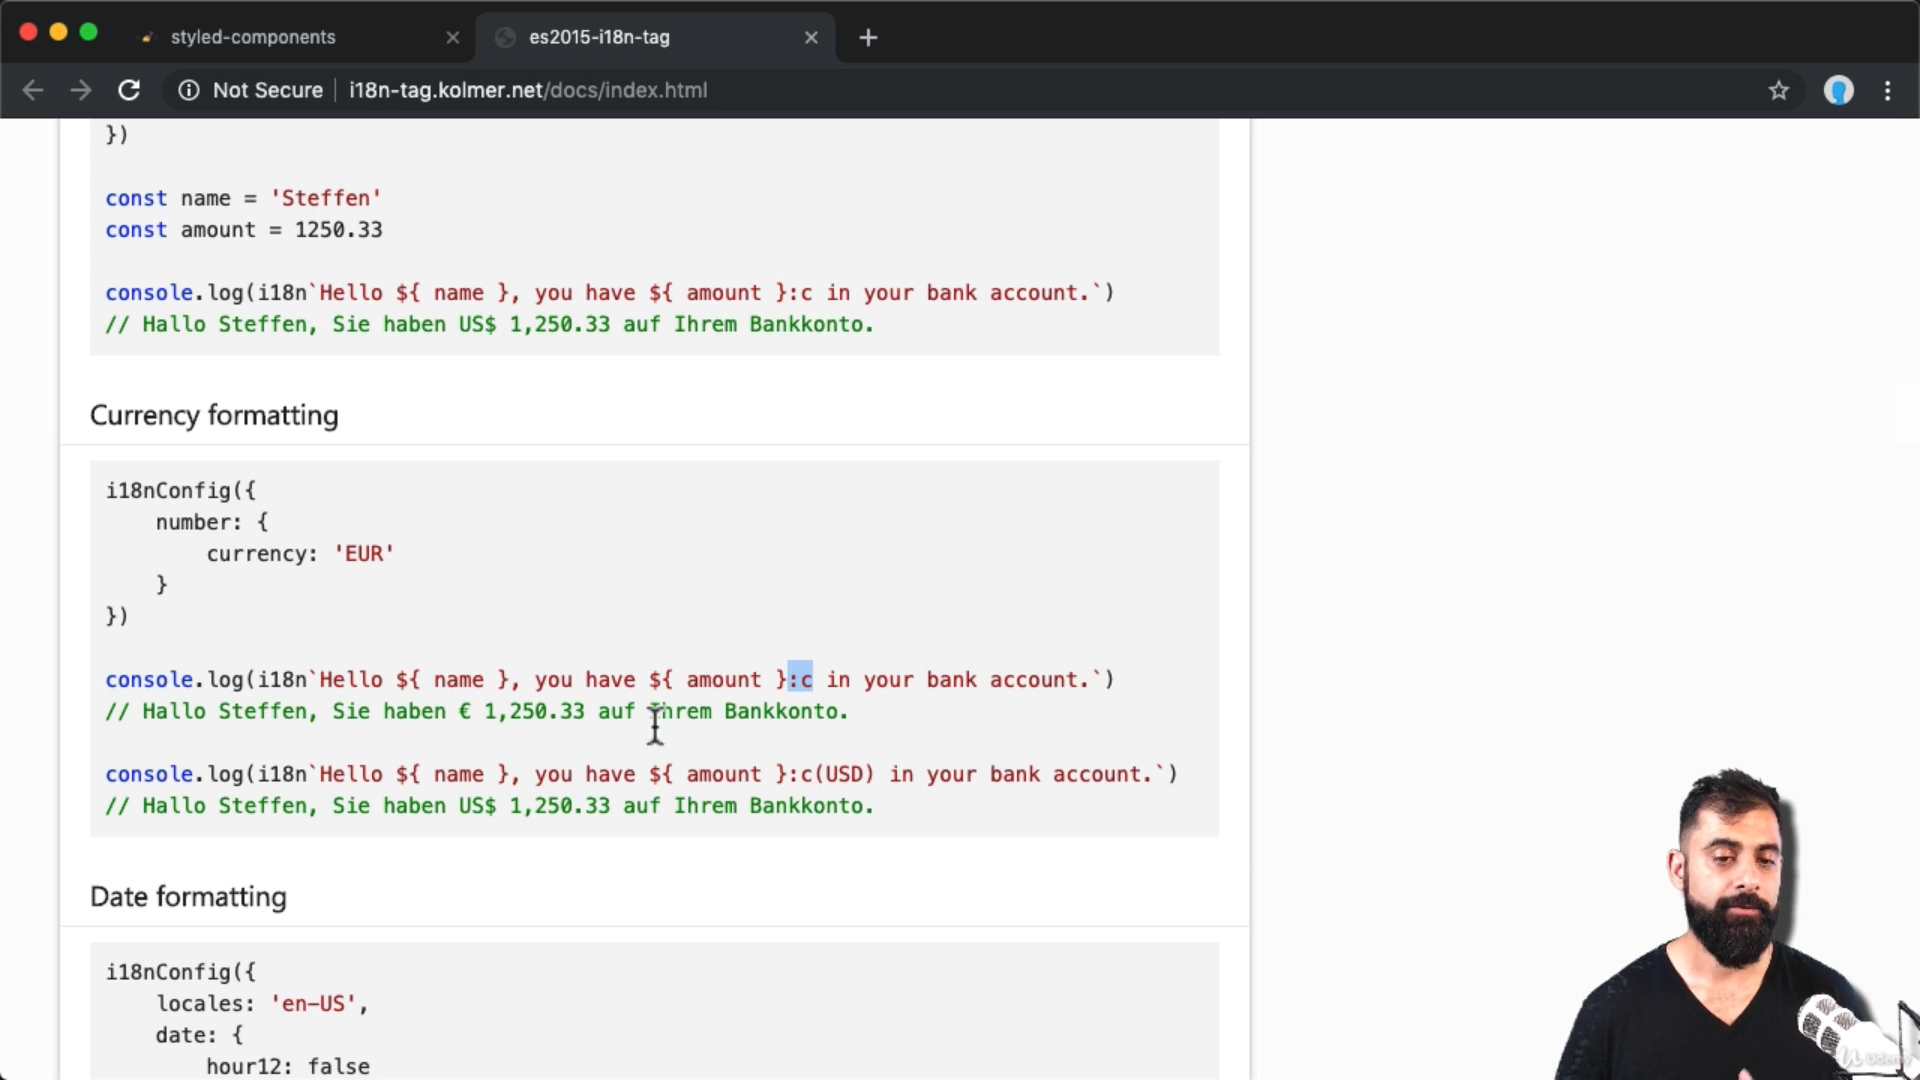 styled-components
es2015-i18n-tag
Not Secure
i18n-tag.kolmer.net/docs/index.html
})
const name = 'Steffen'
const amount = 1250.33
console.log(i18n`Hello ${ name }, you have ${ amount }:c in your bank account.`)
// Hallo Steffen, Sie haben US$ 1,250.33 auf Ihrem Bankkonto.
Currency formatting
i18nConfig({
    number: {
        currency: 'EUR'
    }
})
console.log(i18n`Hello ${ name }, you have ${ amount }:c in your bank account.`)
// Hallo Steffen, Sie haben € 1,250.33 auf Ihrem Bankkonto.
console.log(i18n`Hello ${ name }, you have ${ amount }:c(USD) in your bank account.`)
// Hallo Steffen, Sie haben US$ 1,250.33 auf Ihrem Bankkonto.
Date formatting
i18nConfig({
    locales: 'en-US',
    date: {
        hour12: false
Udemy